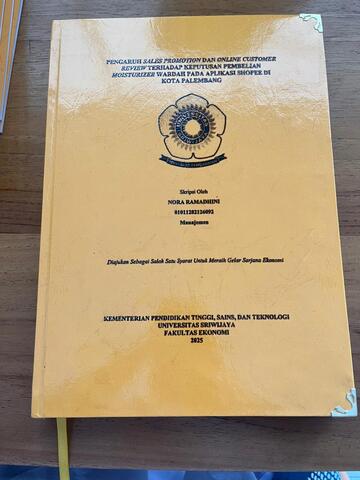 PENGARUH SALES PROMOTION DAN ONLINE CUSTOMER
REVIEW TERHADAP KEPUTUSAN PEMBELIAN
MOISTURIZER WARDAH PADA APLIKASI SHOPEE DI
KOTA PALEMBANG
Skripsi Oleh
NORA RAMADHINI
01011282126092
Manajemen
Diajukan Sebagai Salah Satu Syarat Untuk Meraih Gelar Sarjana Ekonomi
KEMENTERIAN PENDIDIKAN TINGGI, SAINS, DAN TEKNOLOGI
UNIVERSITAS SRIWIJAYA
FAKULTAS EKONOMI
2025